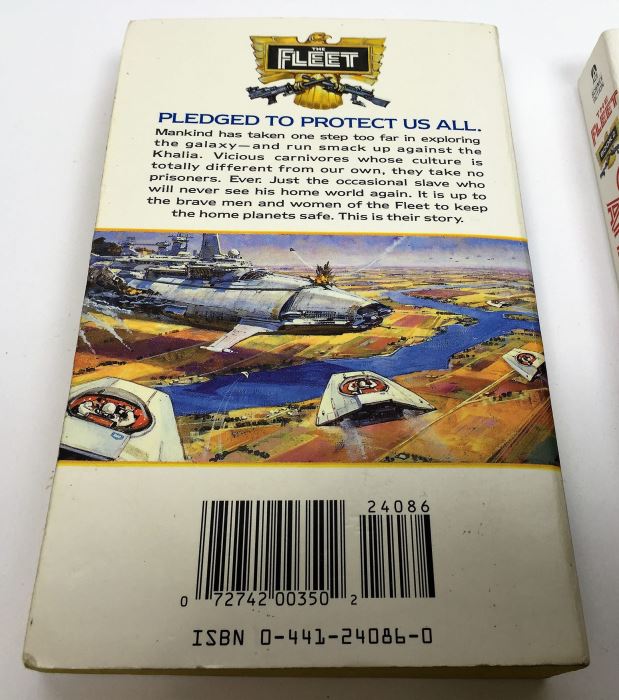 THE
FLEET
PLEDGED TO PROTECT US ALL.
Mankind has taken one step too far in exploring
the galaxy—and run smack up against the
Khalia. Vicious carnivores whose culture is
totally different from our own, they take no
prisoners. Ever. Just the occasional slave who
will never see his home world again. It is up to
the brave men and women of the Fleet to keep
the home planets safe. This is their story.
24086
0 72742 00350 2
ISBN 0-441-24086-0
THE FLEET